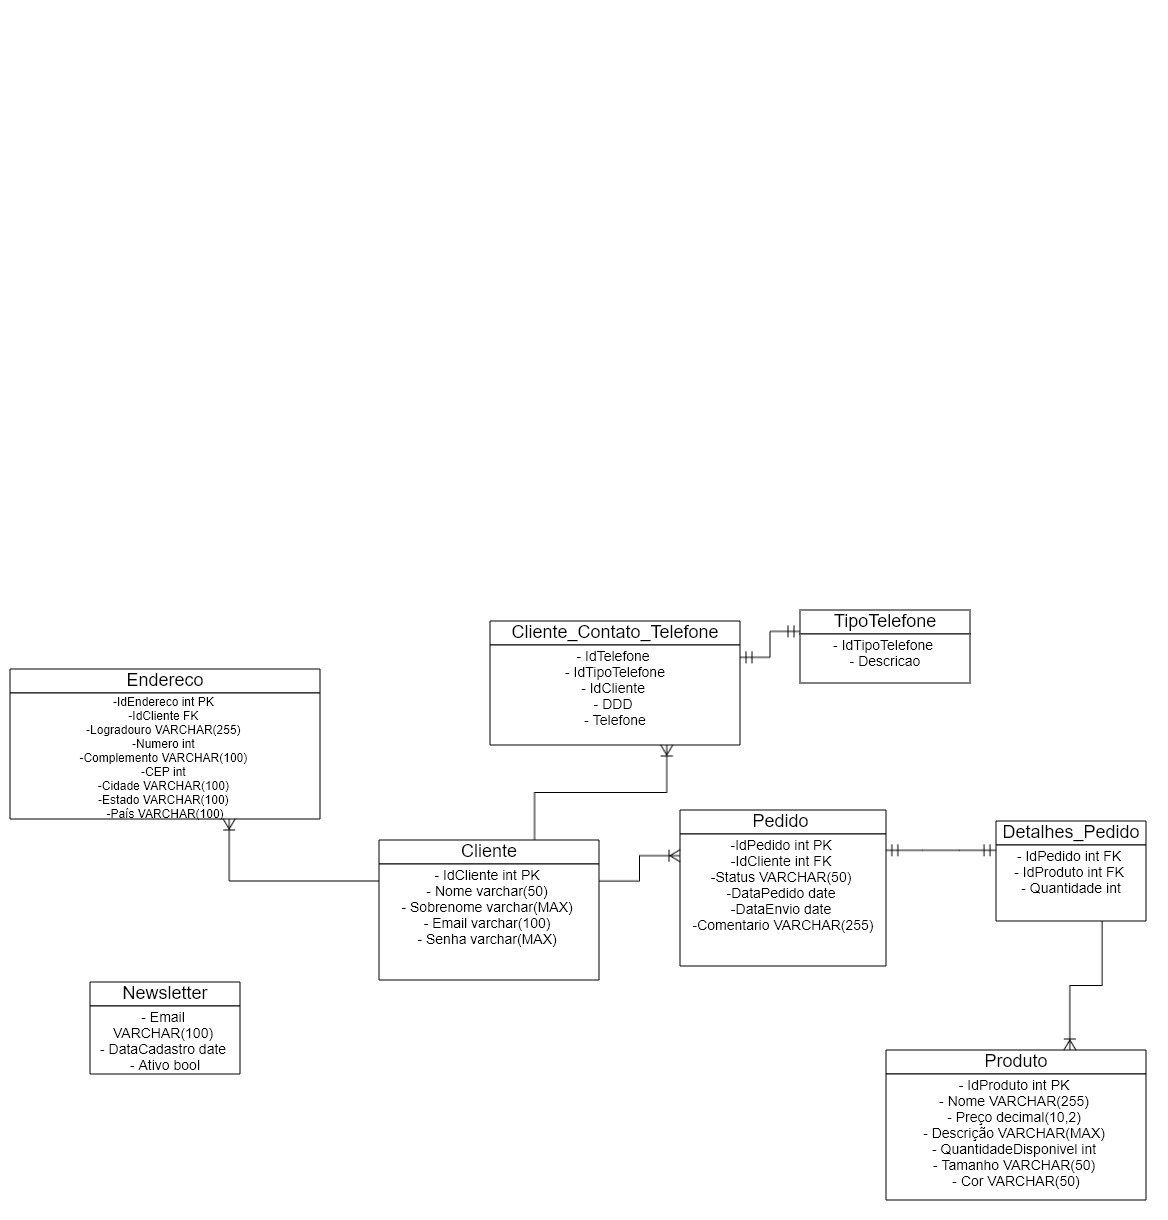 Cliente_Contato_Telefone
- IdTelefone
- IdTipoTelefone
- IdCliente
- DDD
- Telefone
TipoTelefone
- IdTipoTelefone
- Descricao
Endereco
-IdEndereco int PK
-IdCliente FK
-Logradouro VARCHAR(255)
-Numero int
-Complemento VARCHAR(100)
-CEP int
-Cidade VARCHAR(100)
-Estado VARCHAR(100)
-País VARCHAR(100)
Cliente
- IdCliente int PK
- Nome varchar(50)
- Sobrenome varchar(MAX)
- Email varchar(100)
- Senha varchar(MAX)
Pedido
-IdPedido int PK
-IdCliente int FK
-Status VARCHAR(50)
-DataPedido date
-DataEnvio date
-Comentario VARCHAR(255)
Detalhes_Pedido
- IdPedido int FK
- IdProduto int FK
- Quantidade int
Newsletter
- Email
VARCHAR(100)
- DataCadastro date
- Ativo bool
Produto
- IdProduto int PK
- Nome VARCHAR(255)
- Preço decimal(10,2)
- Descrição VARCHAR(MAX)
- QuantidadeDisponivel int
- Tamanho VARCHAR(50)
- Cor VARCHAR(50)